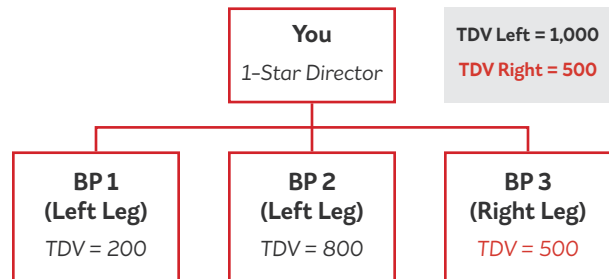 You
1-Star Director
TDV Left = 1,000
TDV Right = 500
BP 1
(Left Leg)
TDV = 200
BP 2
(Left Leg)
TDV = 800
BP 3
(Right Leg)
TDV = 500